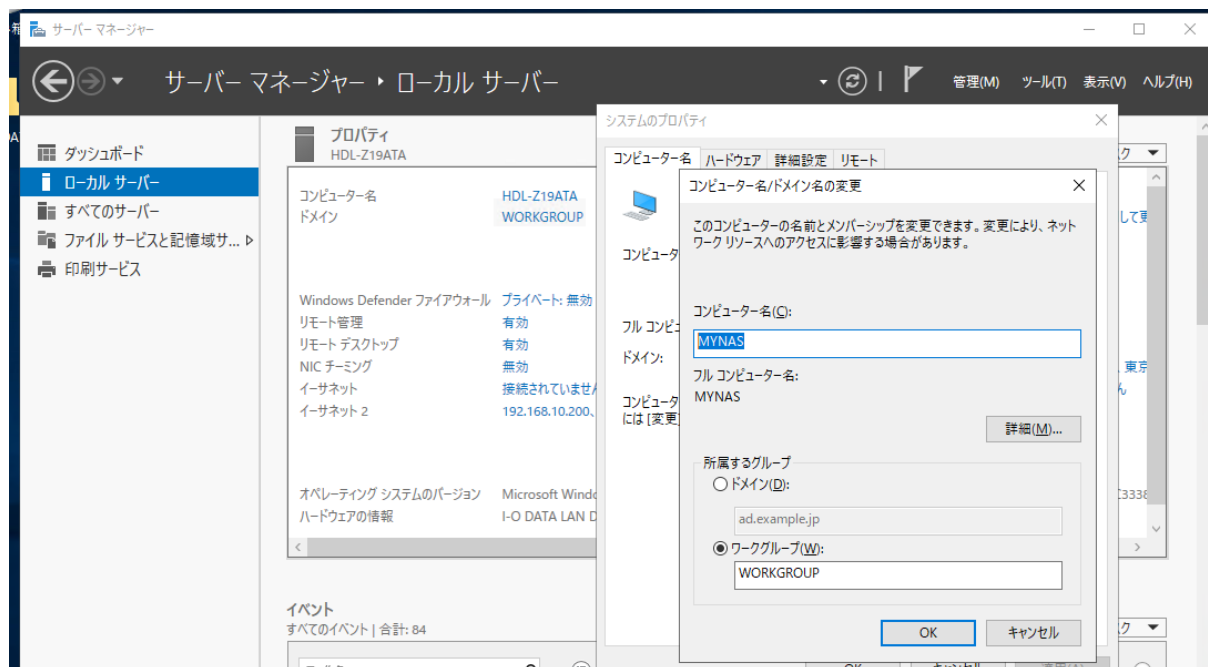 サーバー マネージャー
サーバー マネージャー ・ ローカル サーバー
管理(M) ツール(T) 表示(V) ヘルプ(H)
ダッシュボード
ローカル サーバー
すべてのサーバー
ファイル サービスと記憶域サ...
印刷サービス
プロパティ
HDL-Z19ATA
コンピューター名 HDL-Z19ATA
ドメイン WORKGROUP
Windows Defender ファイアウォール プライベート: 無効
リモート管理 有効
リモート デスクトップ 有効
NIC チーミング 無効
イーサネット 接続されていませ
イーサネット 2 192.168.10.200、
オペレーティング システムのバージョン Microsoft Windo
ハードウェアの情報 I-O DATA LAN D
イベント
すべてのイベント | 合計: 84
システムのプロパティ
コンピューター名 ハードウェア 詳細設定 リモート
コンピュータ
フル コンピュ
ドメイン:
コンピュータ
には [変更]
コンピューター名/ドメイン名の変更
このコンピューターの名前とメンバーシップを変更できます。変更により、ネット
ワーク リソースへのアクセスに影響する場合があります。
コンピューター名(C):
MYNAS
フル コンピューター名:
MYNAS
詳細(M)...
所属するグループ
ドメイン(D):
ad.example.jp
ワークグループ(W):
WORKGROUP
OK キャンセル
して更
東京
ん
C3338
ク
ク